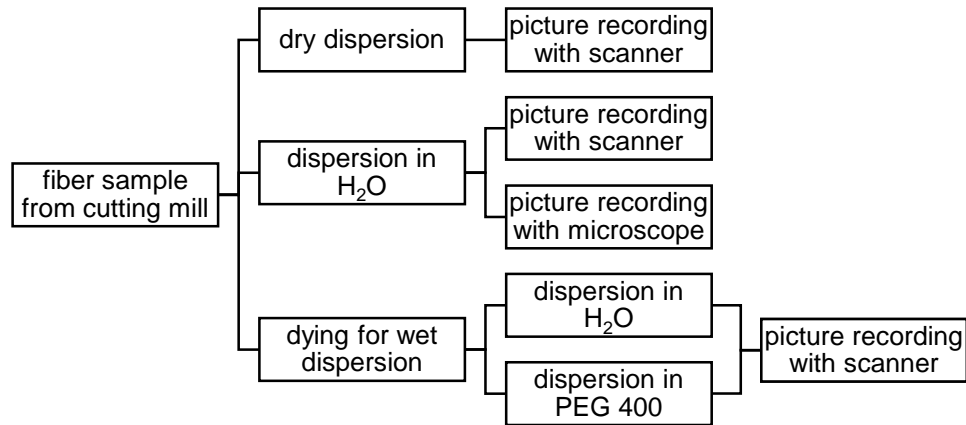 dry dispersion
picture recording
with scanner
fiber sample
from cutting mill
dispersion in
H₂O
picture recording
with scanner
picture recording
with microscope
dying for wet
dispersion
dispersion in
H₂O
dispersion in
PEG 400
picture recording
with scanner